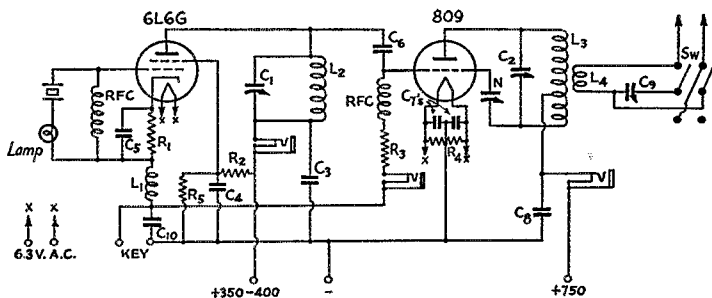 6L6G
809
Lamp
RFC
C5
R1
L1
C10
x x
C1
L2
R2
R5
C4
C3
C6
RFC
R3
C7's
x x
R4
N
C2
L3
L4
C9
Sw
C8
x x
6.3 V. A.C.
KEY
+350-400
-
+750